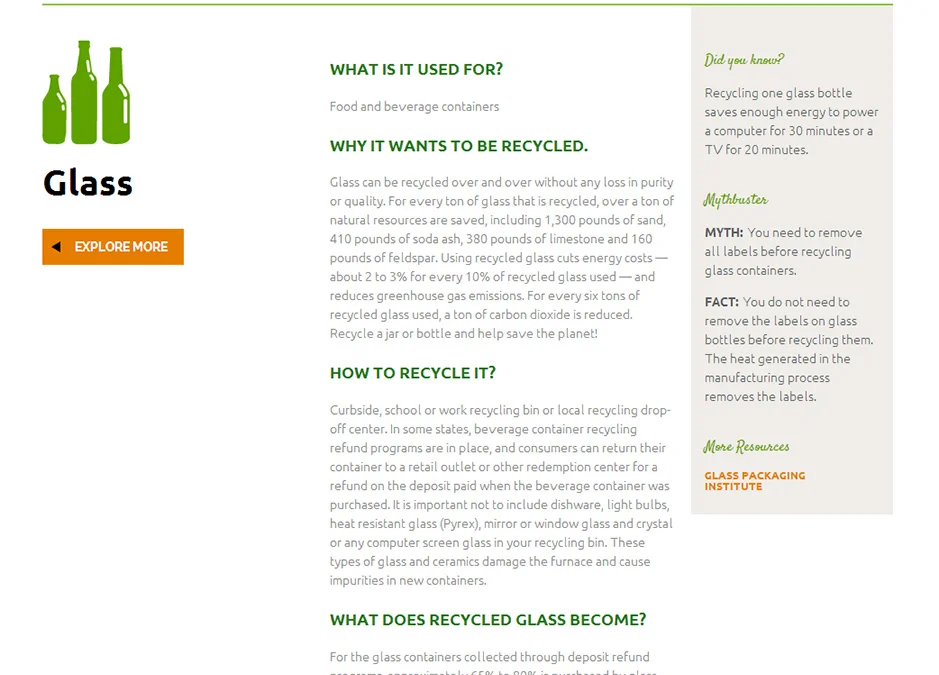 Glass
EXPLORE MORE
WHAT IS IT USED FOR?
Food and beverage containers
WHY IT WANTS TO BE RECYCLED.
Glass can be recycled over and over without any loss in purity
or quality. For every ton of glass that is recycled, over a ton of
natural resources are saved, including 1,300 pounds of sand,
410 pounds of soda ash, 380 pounds of limestone and 160
pounds of feldspar. Using recycled glass cuts energy costs —
about 2 to 3% for every 10% of recycled glass used — and
reduces greenhouse gas emissions. For every six tons of
recycled glass used, a ton of carbon dioxide is reduced.
Recycle a jar or bottle and help save the planet!
HOW TO RECYCLE IT?
Curbside, school or work recycling bin or local recycling drop-
off center. In some states, beverage container recycling
refund programs are in place, and consumers can return their
container to a retail outlet or other redemption center for a
refund on the deposit paid when the beverage container was
purchased. It is important not to include dishware, light bulbs,
heat resistant glass (Pyrex), mirror or window glass and crystal
or any computer screen glass in your recycling bin. These
types of glass and ceramics damage the furnace and cause
impurities in new containers.
WHAT DOES RECYCLED GLASS BECOME?
For the glass containers collected through deposit refund
Did you know?
Recycling one glass bottle
saves enough energy to power
a computer for 30 minutes or a
TV for 20 minutes.
Mythbuster
MYTH: You need to remove
all labels before recycling
glass containers.
FACT: You do not need to
remove the labels on glass
bottles before recycling them.
The heat generated in the
manufacturing process
removes the labels.
More Resources
GLASS PACKAGING
INSTITUTE